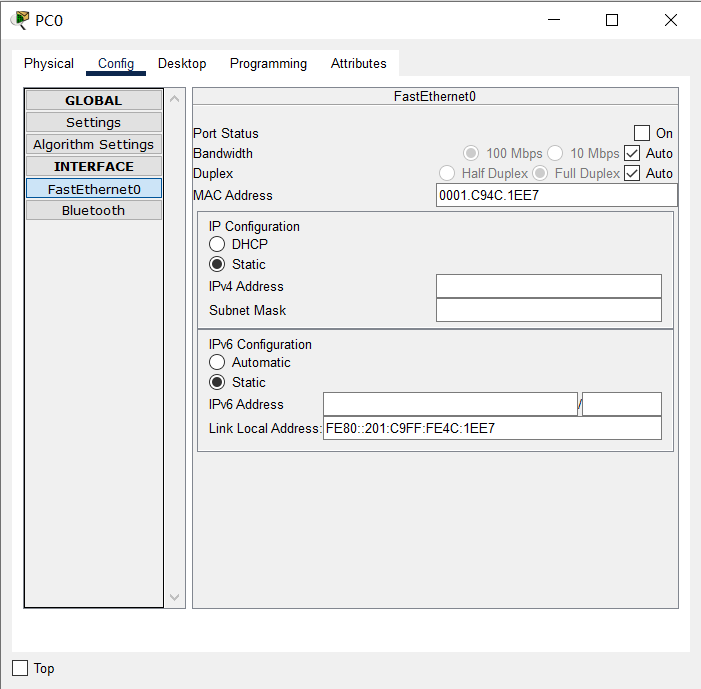 PC0
Physical Config Desktop Programming Attributes
GLOBAL
Settings
Algorithm Settings
INTERFACE
FastEthernet0
Bluetooth
FastEthernet0
Port Status On
Bandwidth 100 Mbps 10 Mbps Auto
Duplex Half Duplex Full Duplex Auto
MAC Address 0001.C94C.1EE7
IP Configuration
DHCP
Static
IPv4 Address
Subnet Mask
IPv6 Configuration
Automatic
Static
IPv6 Address /
Link Local Address: FE80::201:C9FF:FE4C:1EE7
Top